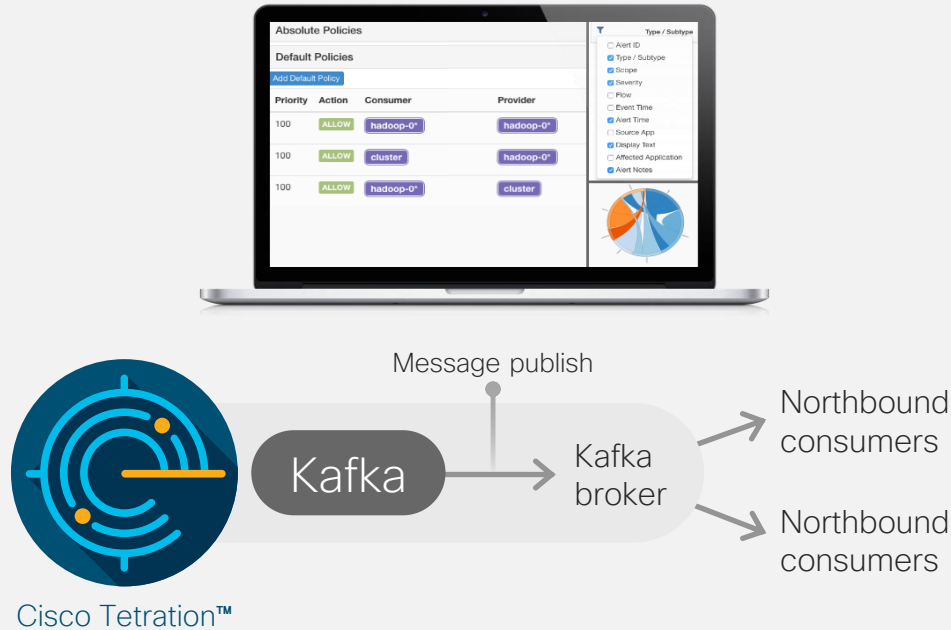 Absolute Policies
Default Policies
Add Default Policy
Priority Action Consumer Provider
100 ALLOW hadoop-0* hadoop-0*
100 ALLOW cluster hadoop-0*
100 ALLOW hadoop-0* cluster
Type / Subtype
Alert ID
Type / Subtype
Scope
Severity
Flow
Event Time
Alert Time
Source App
Display Text
Affected Application
Alert Notes
Message publish
Kafka
Kafka
broker
Northbound
consumers
Northbound
consumers
Cisco Tetration™